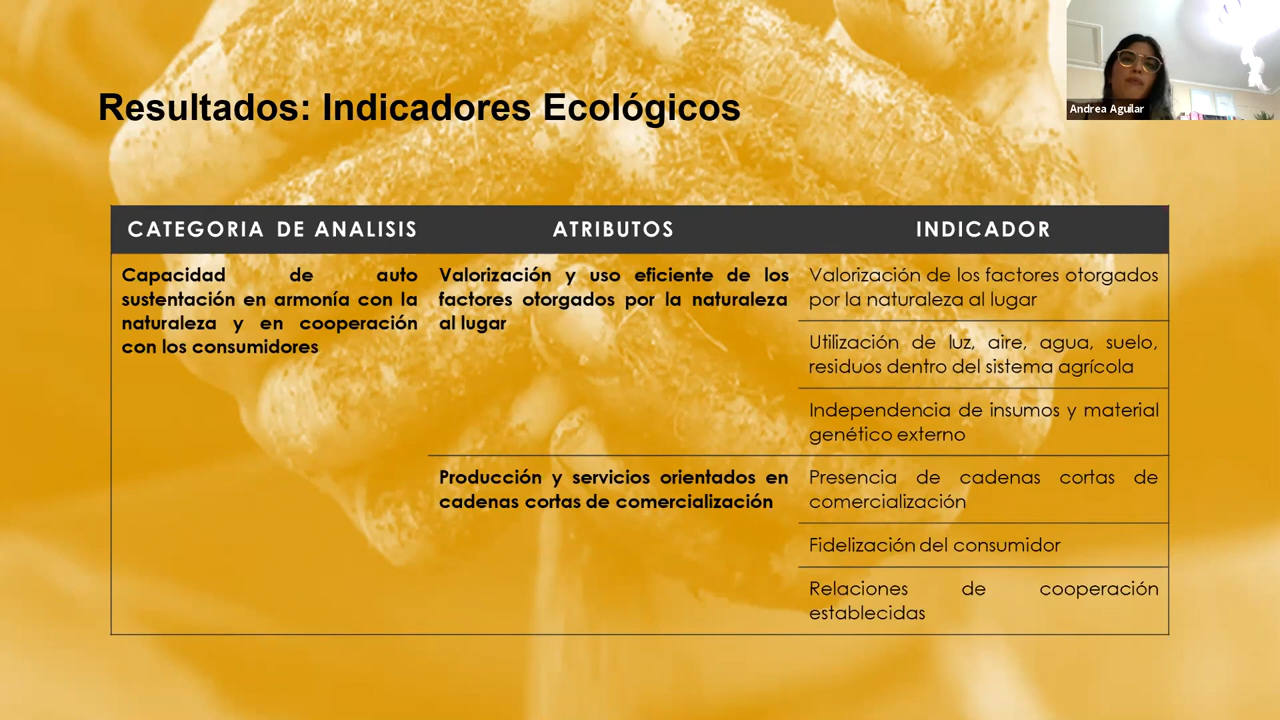 Resultados: Indicadores Ecológicos
Andrea Aguilar
CATEGORIA DE ANALISIS
ATRIBUTOS
INDICADOR
Capacidad de auto
sustentación en armonía con la
naturaleza y en cooperación
con los consumidores
Valorización y uso eficiente de los
factores otorgados por la naturaleza
al lugar
Valorización de los factores otorgados
por la naturaleza al lugar
Utilización de luz, aire, agua, suelo,
residuos dentro del sistema agrícola
Independencia de insumos y material
genético externo
Producción y servicios orientados en
cadenas cortas de comercialización
Presencia de cadenas cortas de
comercialización
Fidelización del consumidor
Relaciones de cooperación
establecidas